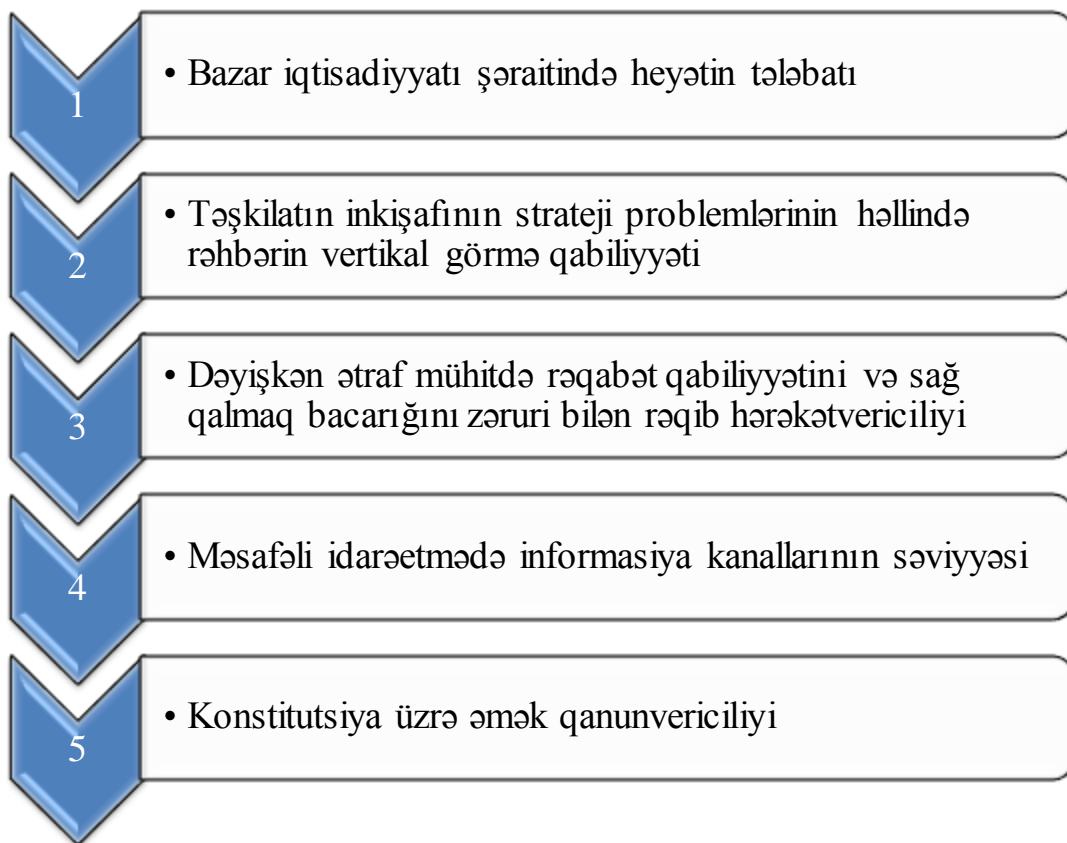 1
• Bazar iqtisadiyyatı şəraitində heyətin tələbatı
2
• Təşkilatın inkişafının strateji problemlərinin həllində
rəhbərin vertikal görmə qabiliyyəti
3
• Dəyişkən ətraf mühitdə rəqabət qabiliyyətini və sağ
qalmaq bacarığını zəruri bilən rəqib hərəkətvericiliyi
4
• Məsafəli idarəetmədə informasiya kanallarının səviyyəsi
5
• Konstitutsiya üzrə əmək qanunvericiliyi